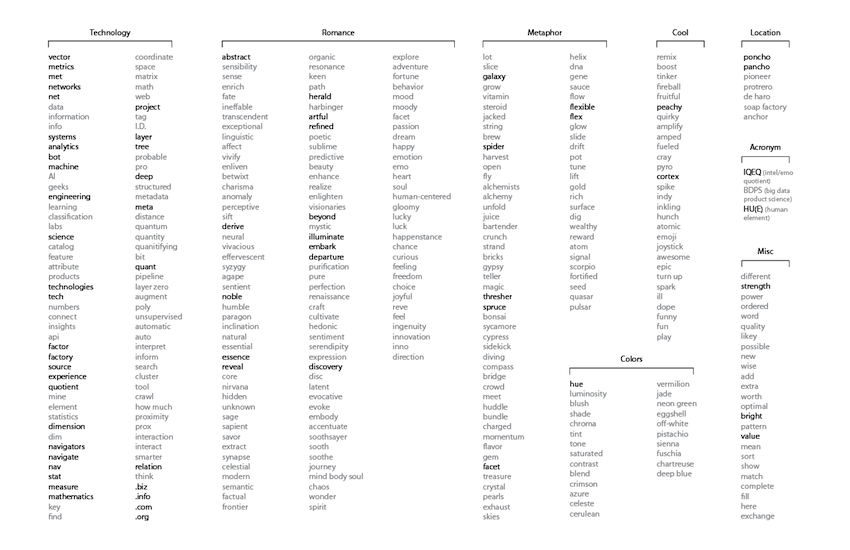 Technology
vector
metrics
met
networks
net
data
information
info
systems
analytics
bot
machine
AI
geeks
engineering
learning
classification
labs
science
catalog
feature
attribute
products
technologies
tech
numbers
connect
insights
api
factor
factory
source
experience
quotient
mine
element
statistics
dimension
dim
navigators
navigate
nav
stat
measure
mathematics
key
find
coordinate
space
matrix
math
web
project
tag
I.D.
layer
tree
probable
pro
deep
structured
metadata
meta
distance
quantum
quantity
quanitifying
bit
quant
pipeline
layer zero
augment
poly
unsupervised
automatic
auto
interpret
inform
search
cluster
tool
crawl
how much
proximity
prox
interaction
interact
smarter
relation
think
.biz
.info
.com
.org
Romance
abstract
sensibility
sense
enrich
fate
ineffable
transcendent
exceptional
linguistic
affect
vivify
enliven
betwixt
charisma
anomaly
perceptive
sift
derive
neural
vivacious
effervescent
syzygy
agape
sentient
noble
humble
paragon
inclination
natural
essential
essence
reveal
core
nirvana
hidden
unknown
sage
sapient
savor
extract
synapse
celestial
modern
semantic
factual
frontier
organic
resonance
keen
path
herald
harbinger
artful
refined
poetic
sublime
predictive
beauty
enhance
realize
enlighten
visionaries
beyond
mystic
illuminate
embark
departure
purification
pure
perfection
renaissance
craft
cultivate
hedonic
sentiment
serendipity
expression
discovery
disc
latent
evocative
evoke
embody
accentuate
soothsayer
sooth
soothe
journey
mind body soul
chaos
wonder
spirit
explore
adventure
fortune
behavior
mood
moody
facet
passion
dream
happy
emotion
emo
heart
soul
human-centered
gloomy
lucky
luck
happenstance
chance
curious
feeling
freedom
choice
joyful
reve
feel
ingenuity
innovation
inno
direction
Metaphor
lot
slice
galaxy
grow
vitamin
steroid
jacked
string
brew
spider
harvest
open
fly
alchemists
alchemy
unfold
juice
bartender
crunch
strand
bricks
gypsy
teller
magic
thresher
spruce
bonsai
sycamore
cypress
sidekick
diving
compass
bridge
crowd
meet
huddle
bundle
charged
momentum
flavor
gem
facet
treasure
crystal
pearls
exhaust
skies
helix
dna
gene
sauce
flow
flexible
flex
glow
slide
drift
pot
tune
lift
gold
rich
surface
dig
wealthy
reward
atom
signal
scorpio
fortified
seed
quasar
pulsar
Cool
remix
boost
tinker
fireball
fruitful
peachy
quirky
amplify
amped
fueled
cray
pyro
cortex
spike
indy
inkling
hunch
atomic
emoji
joystick
awesome
epic
turn up
spark
ill
dope
funny
fun
play
Colors
hue
luminosity
blush
shade
chroma
tint
tone
saturated
contrast
blend
crimson
azure
celeste
cerulean
vermilion
jade
neon green
eggshell
off-white
pistachio
sienna
fuschia
chartreuse
deep blue
Location
poncho
pancho
pioneer
protrero
de haro
soap factory
anchor
Acronym
IQEQ (intel/emo
quotient)
BDPS (big data
product science)
HU(E) (human
element)
Misc
different
strength
power
ordered
word
quality
likey
possible
new
wise
add
extra
worth
optimal
bright
pattern
value
mean
sort
show
match
complete
fill
here
exchange